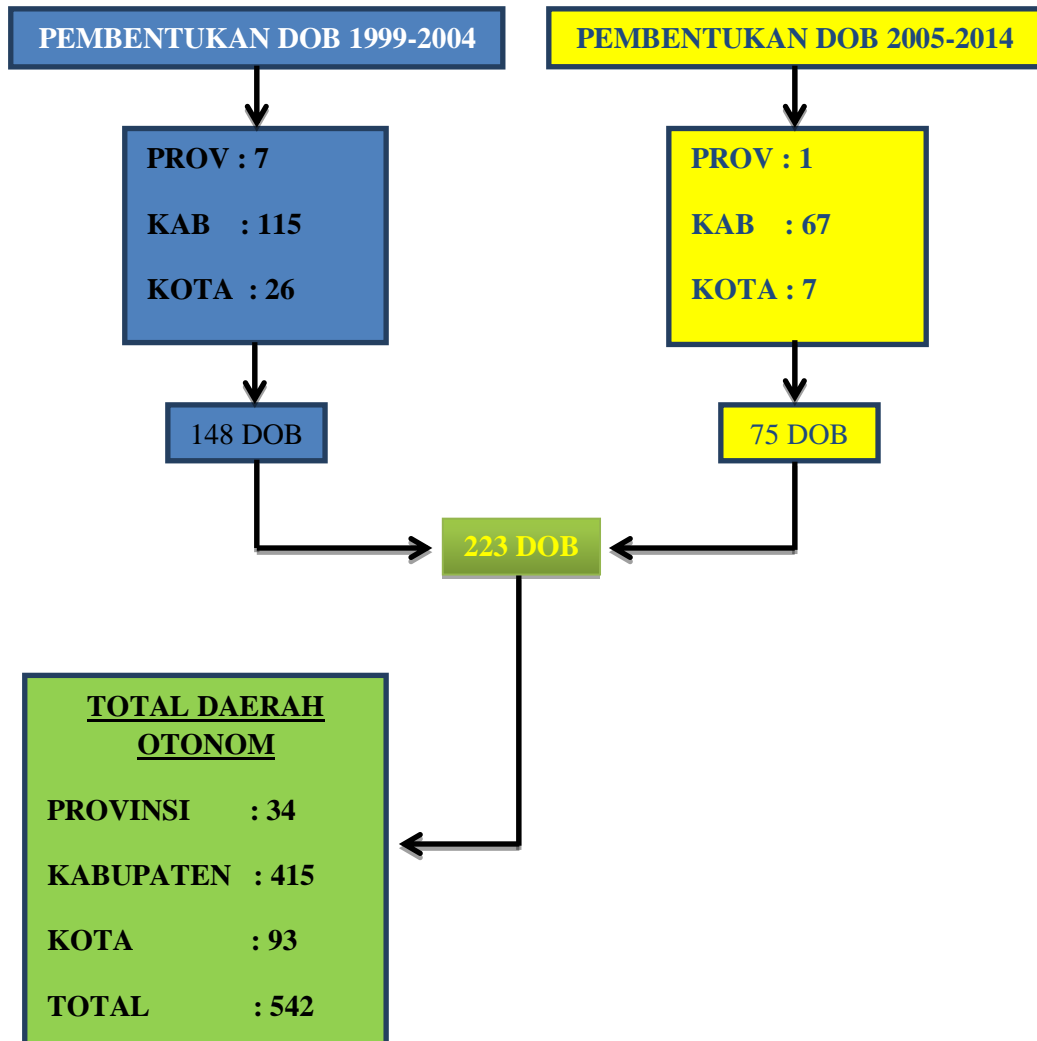 PEMBENTUKAN DOB 1999-2004
PEMBENTUKAN DOB 2005-2014
PROV : 7
KAB : 115
KOTA : 26
PROV : 1
KAB : 67
KOTA : 7
148 DOB
75 DOB
223 DOB
TOTAL DAERAH
OTONOM
PROVINSI : 34
KABUPATEN : 415
KOTA : 93
TOTAL : 542